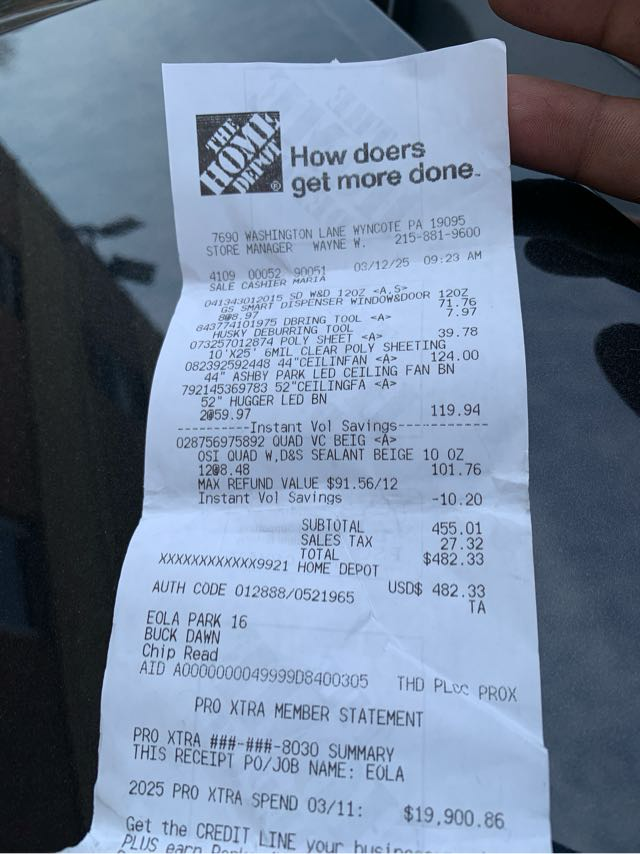 THE
HOME
DEPOT
®
How doers
get more done™
7690 WASHINGTON LANE WYNCOTE PA 19095
STORE MANAGER WAYNE W. 215-881-9600
4109 00052 90051 03/12/25 09:23 AM
SALE CASHIER MARIA
041343012015 SD W&D 12OZ <A,S>
GS SMART DISPENSER WINDOW&DOOR 12OZ
8@8.97 71.76
843774101975 DBRING TOOL <A> 7.97
HUSKY DEBURRING TOOL
073257012874 POLY SHEET <A> 39.78
10'X25' 6MIL CLEAR POLY SHEETING
082392592448 44"CEILINFAN <A> 124.00
44" ASHBY PARK LED CEILING FAN BN
792145369783 52"CEILINGFA <A>
52" HUGGER LED BN
2@59.97 119.94
----------Instant Vol Savings-------------
028756975892 QUAD VC BEIG <A>
OSI QUAD W,D&S SEALANT BEIGE 10 OZ
12@8.48 101.76
MAX REFUND VALUE $91.56/12
Instant Vol Savings -10.20
SUBTOTAL 455.01
SALES TAX 27.32
TOTAL $482.33
XXXXXXXXXXXX9921 HOME DEPOT
USD$ 482.33
AUTH CODE 012888/0521965 TA
EOLA PARK 16
BUCK DAWN
Chip Read
AID A0000000049999D8400305 THD PLCC PROX
PRO XTRA MEMBER STATEMENT
PRO XTRA ###-###-8030 SUMMARY
THIS RECEIPT PO/JOB NAME: EOLA
2025 PRO XTRA SPEND 03/11: $19,900.86
Get the CREDIT LINE your
PLUS earn